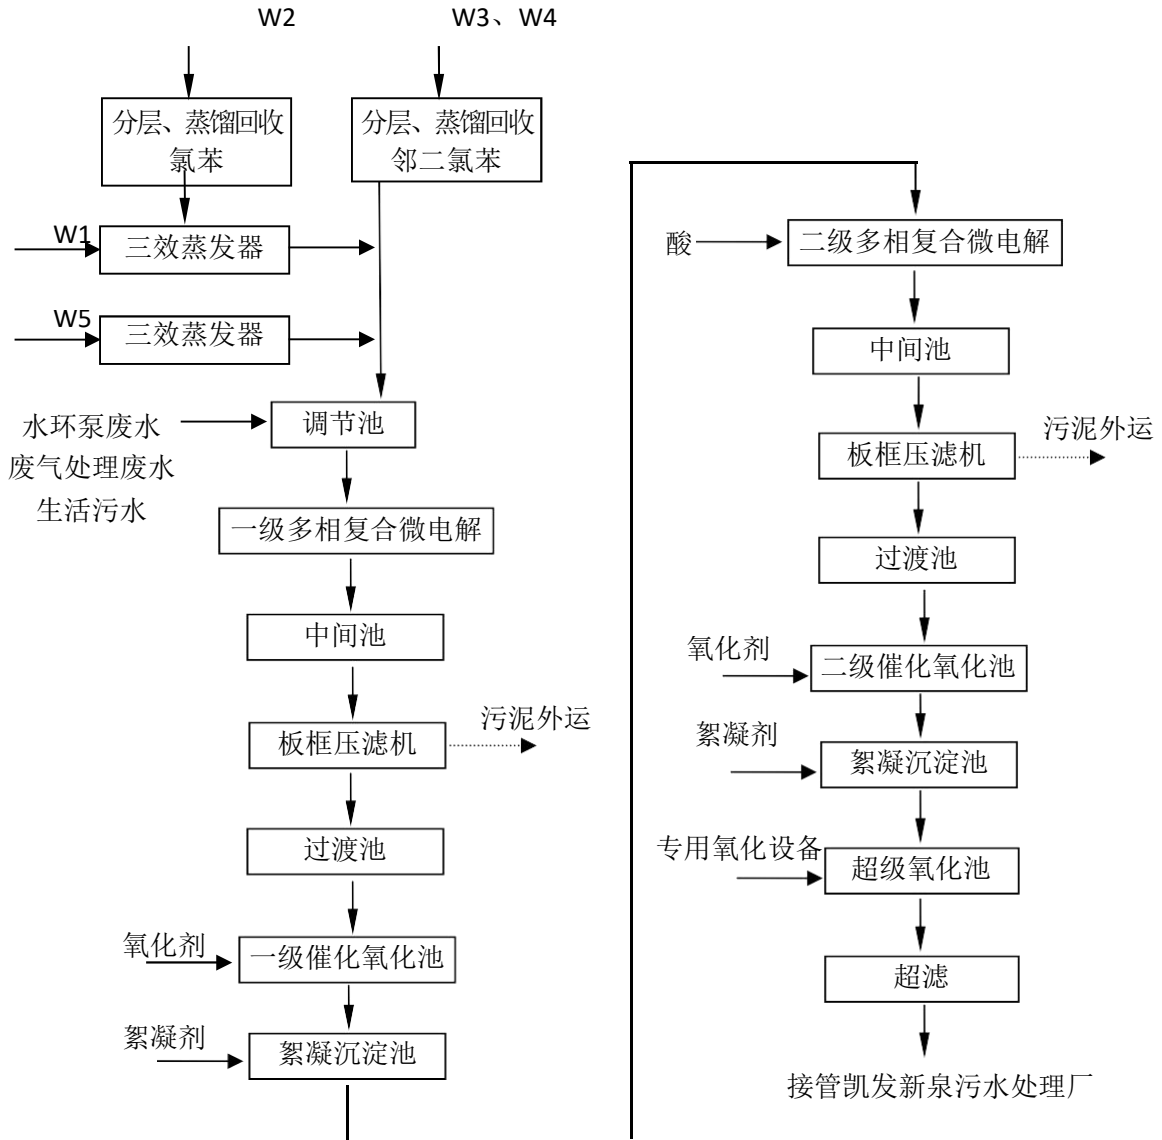 W2
W3、W4
分层、蒸馏回收
氯苯
分层、蒸馏回收
邻二氯苯
W1
三效蒸发器
W5
三效蒸发器
水环泵废水
废气处理废水
生活污水
调节池
一级多相复合微电解
中间池
板框压滤机
污泥外运
过渡池
氧化剂
一级催化氧化池
絮凝剂
絮凝沉淀池
酸
二级多相复合微电解
中间池
板框压滤机
污泥外运
过渡池
氧化剂
二级催化氧化池
絮凝剂
絮凝沉淀池
专用氧化设备
超级氧化池
超滤
接管凯发新泉污水处理厂